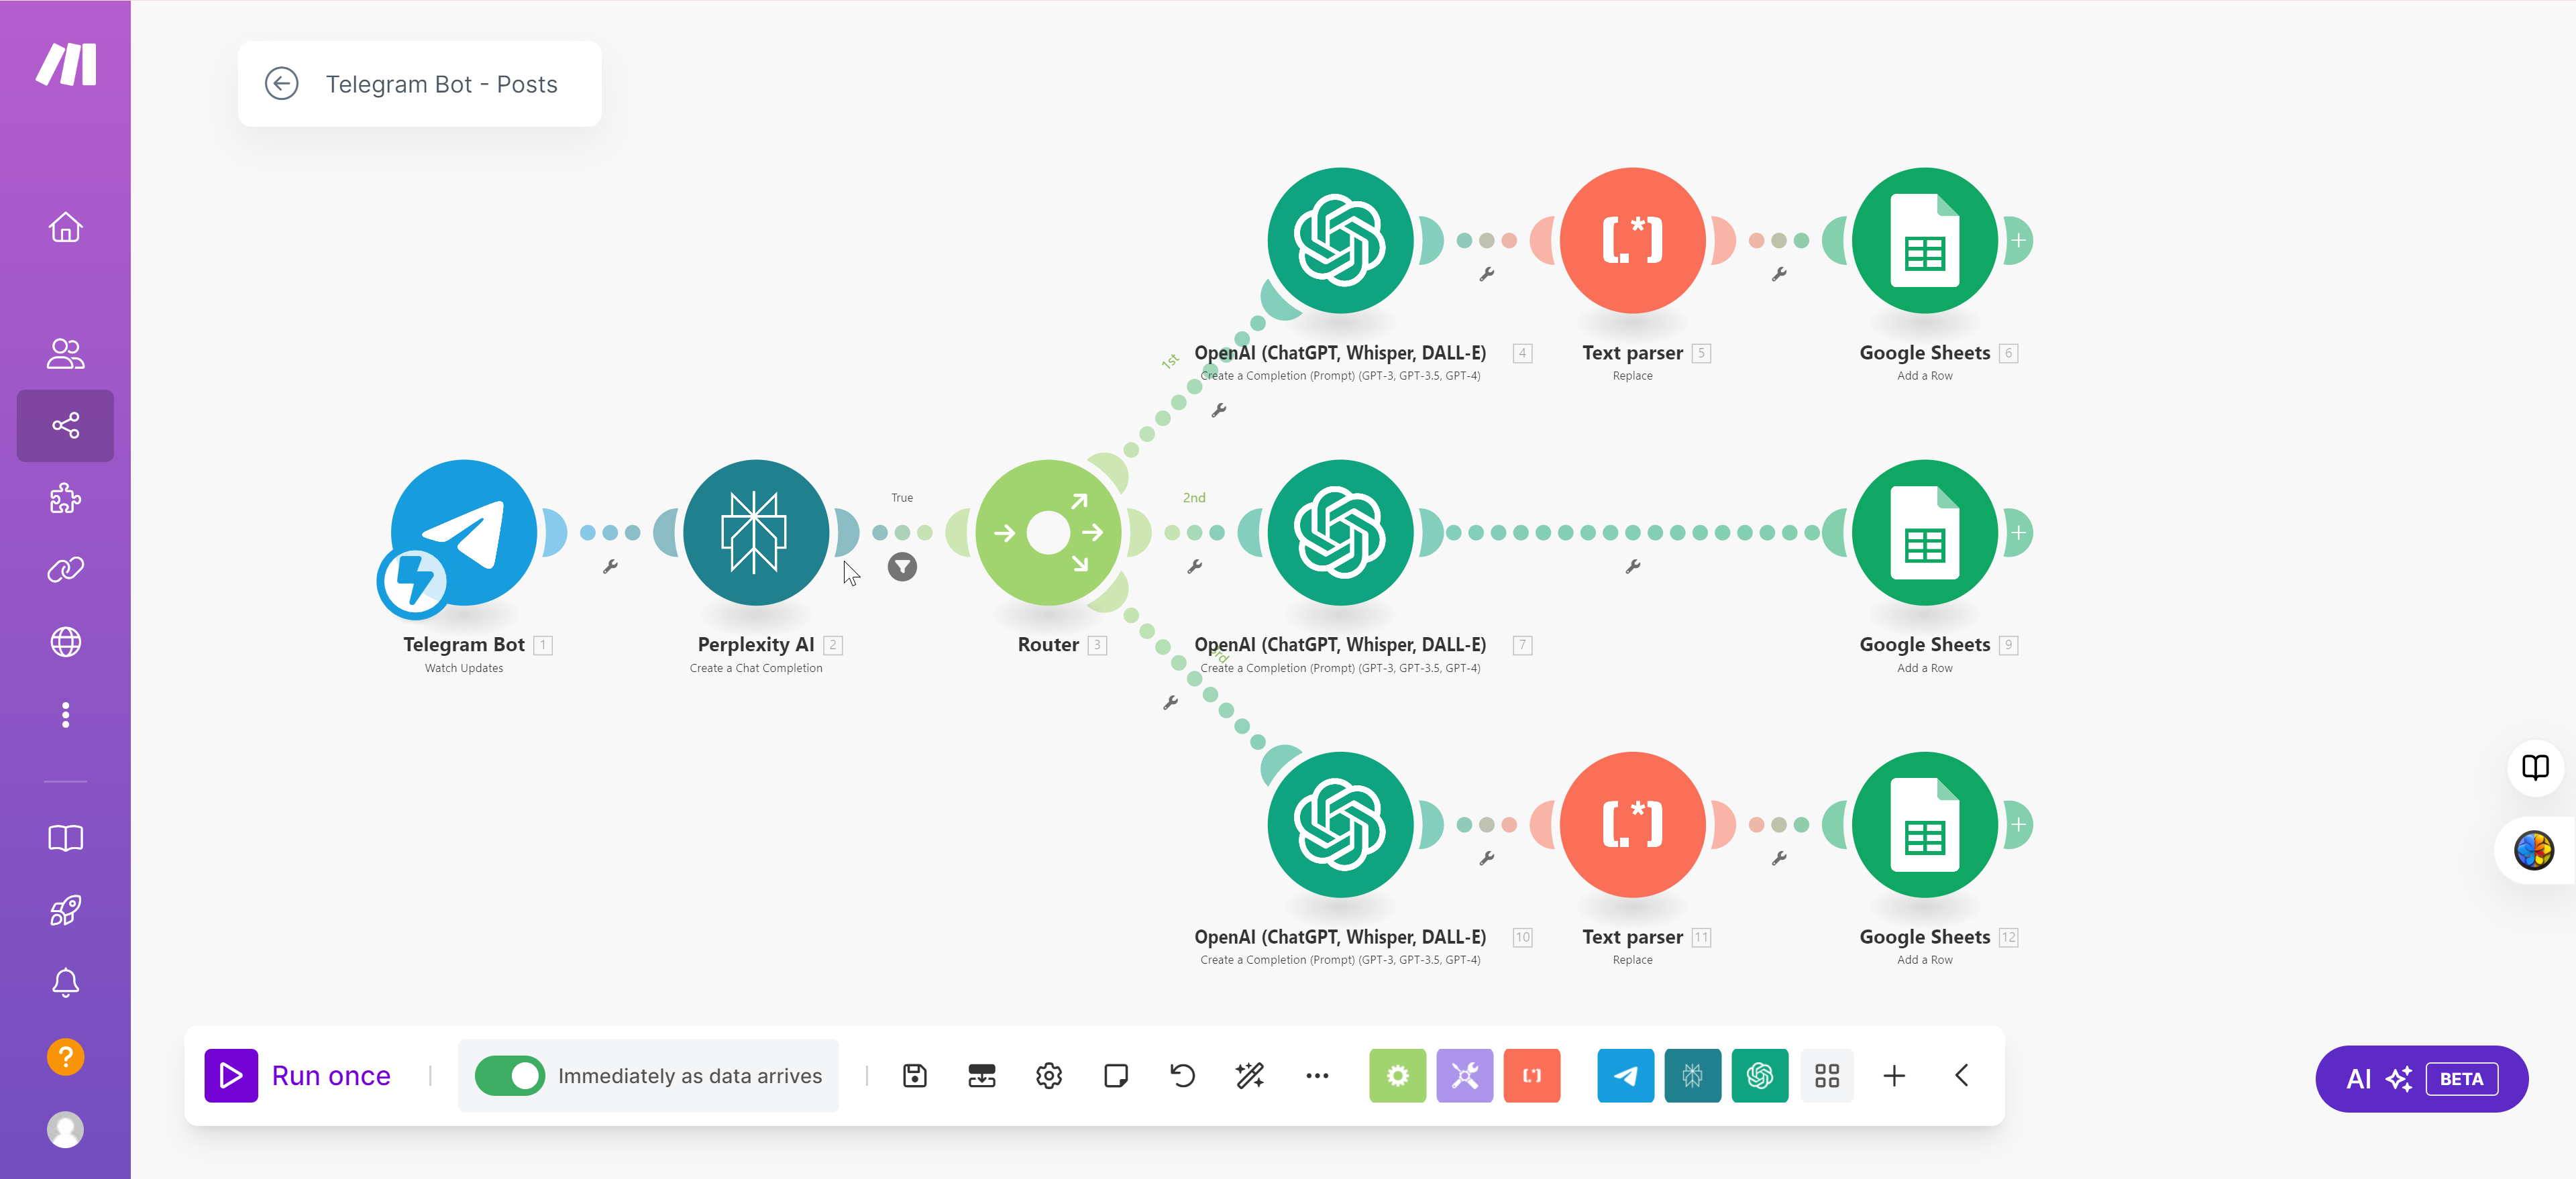 Telegram Bot - Posts
1st
OpenAI (ChatGPT, Whisper, DALL-E) 4
Create a Completion (Prompt) (GPT-3, GPT-3.5, GPT-4)
Text parser 5
Replace
Google Sheets 6
Add a Row
True
2nd
Telegram Bot 1
Watch Updates
Perplexity AI 2
Create a Chat Completion
Router 3
OpenAI (ChatGPT, Whisper, DALL-E) 7
Create a Completion (Prompt) (GPT-3, GPT-3.5, GPT-4)
Google Sheets 9
Add a Row
3rd
OpenAI (ChatGPT, Whisper, DALL-E) 10
Create a Completion (Prompt) (GPT-3, GPT-3.5, GPT-4)
Text parser 11
Replace
Google Sheets 12
Add a Row
Run once
Immediately as data arrives
AI BETA